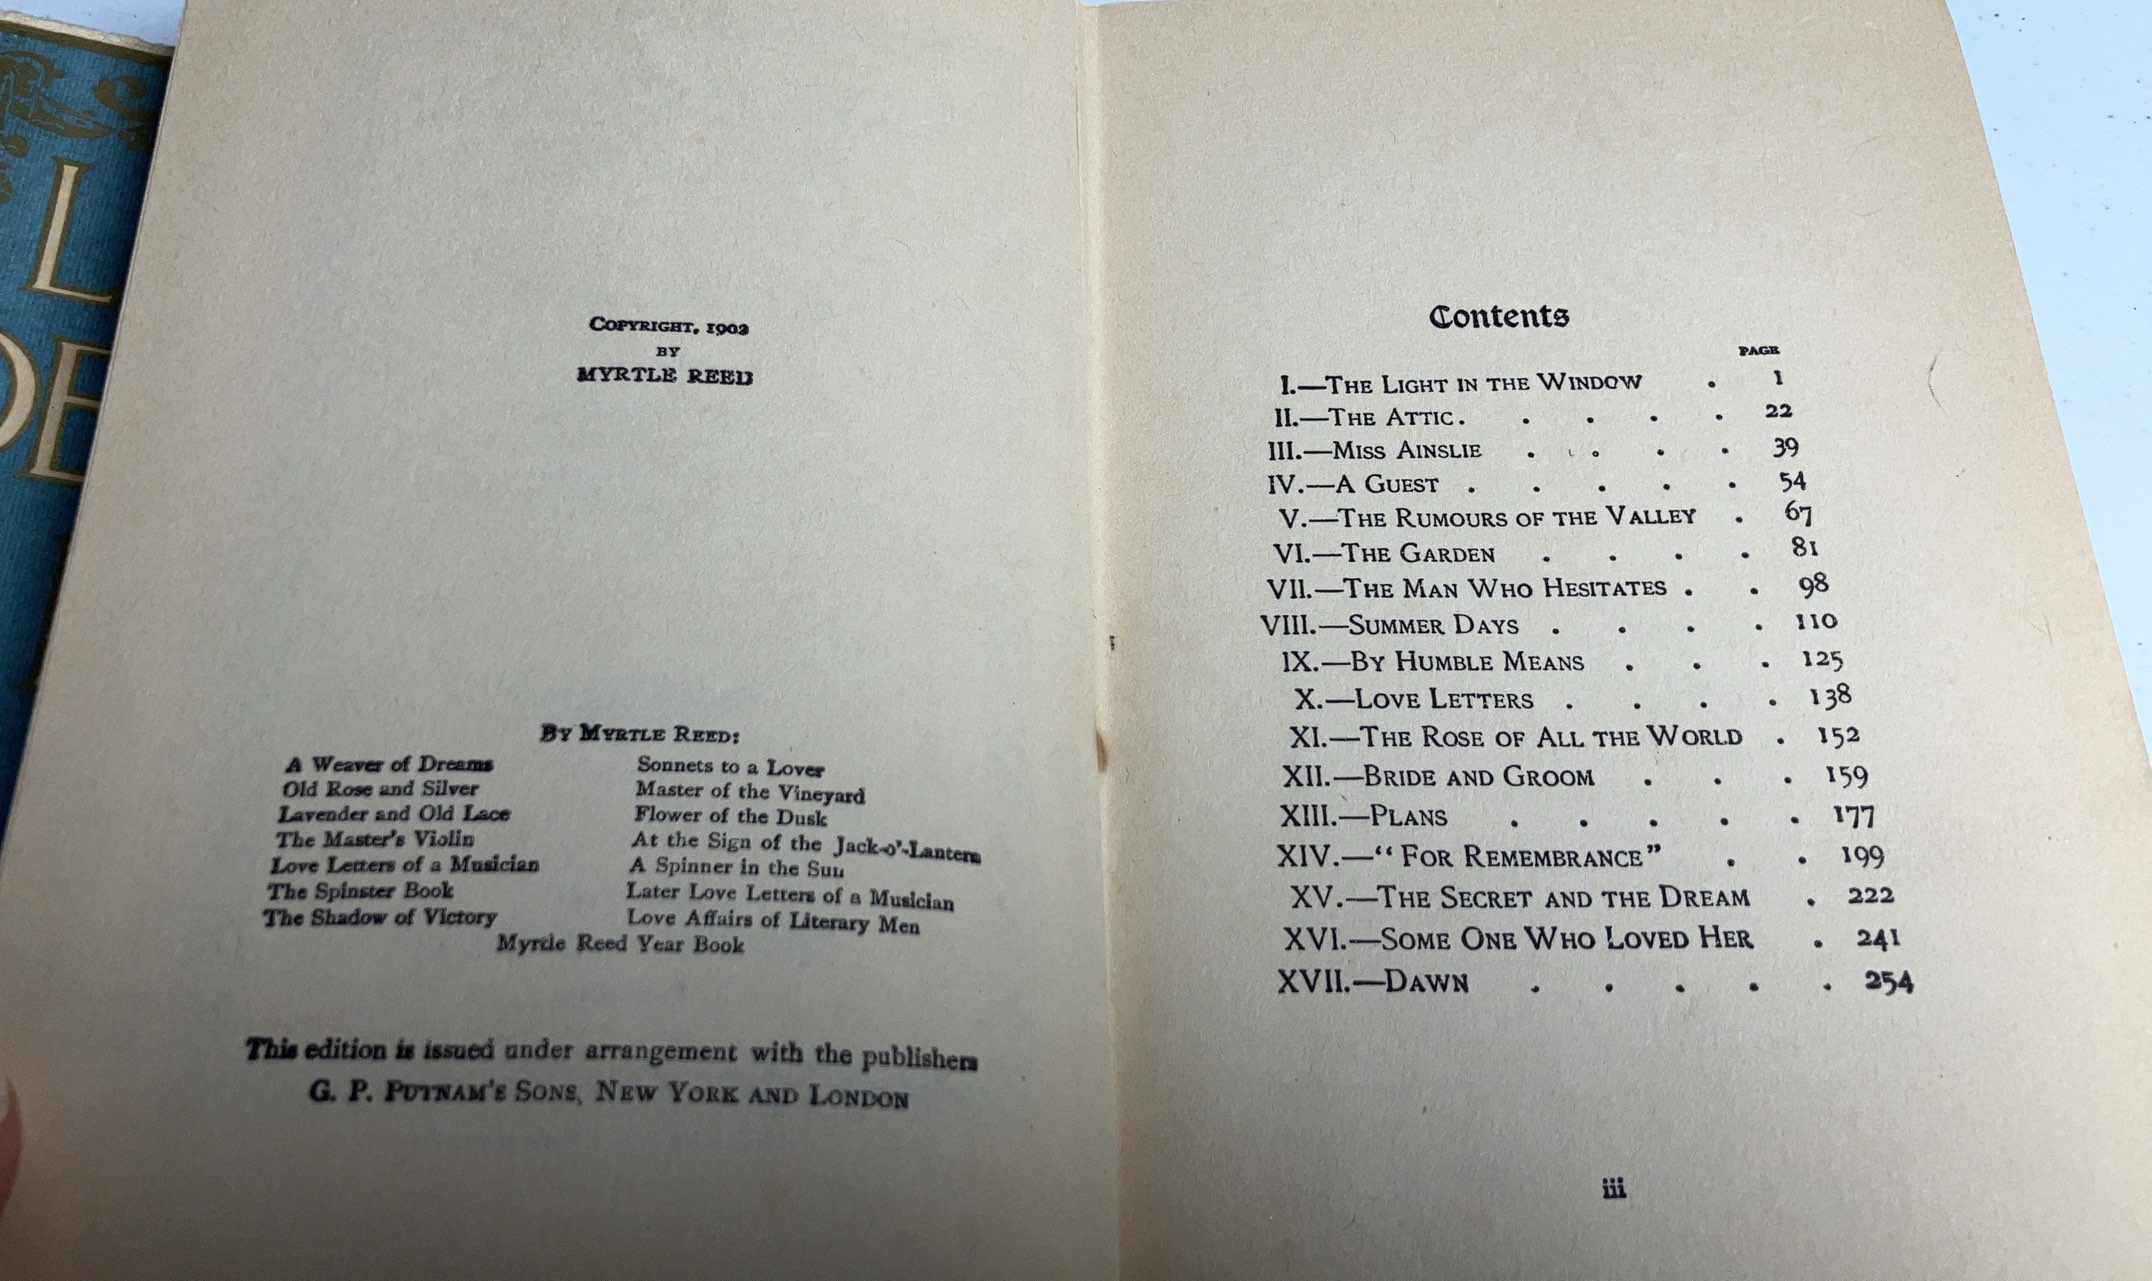 L
DE
COPYRIGHT, 1902
BY
MYRTLE REED
BY MYRTLE REED:
A Weaver of Dreams Sonnets to a Lover
Old Rose and Silver Master of the Vineyard
Lavender and Old Lace Flower of the Dusk
The Master's Violin At the Sign of the Jack-o'-Lantern
Love Letters of a Musician A Spinner in the Sun
The Spinster Book Later Love Letters of a Musician
The Shadow of Victory Love Affairs of Literary Men
Myrtle Reed Year Book
This edition is issued under arrangement with the publishers
G. P. PUTNAM'S SONS, NEW YORK AND LONDON
Contents
PAGE
I.—THE LIGHT IN THE WINDOW . 1
II.—THE ATTIC. . . . . 22
III.—MISS AINSLIE . . . . 39
IV.—A GUEST . . . . . 54
V.—THE RUMOURS OF THE VALLEY . 67
VI.—THE GARDEN . . . . 81
VII.—THE MAN WHO HESITATES . . 98
VIII.—SUMMER DAYS . . . . 110
IX.—BY HUMBLE MEANS . . . 125
X.—LOVE LETTERS . . . . 138
XI.—THE ROSE OF ALL THE WORLD . 152
XII.—BRIDE AND GROOM . . . 159
XIII.—PLANS . . . . . 177
XIV.—“FOR REMEMBRANCE” . . 199
XV.—THE SECRET AND THE DREAM . 222
XVI.—SOME ONE WHO LOVED HER . 241
XVII.—DAWN . . . . . 254
iii